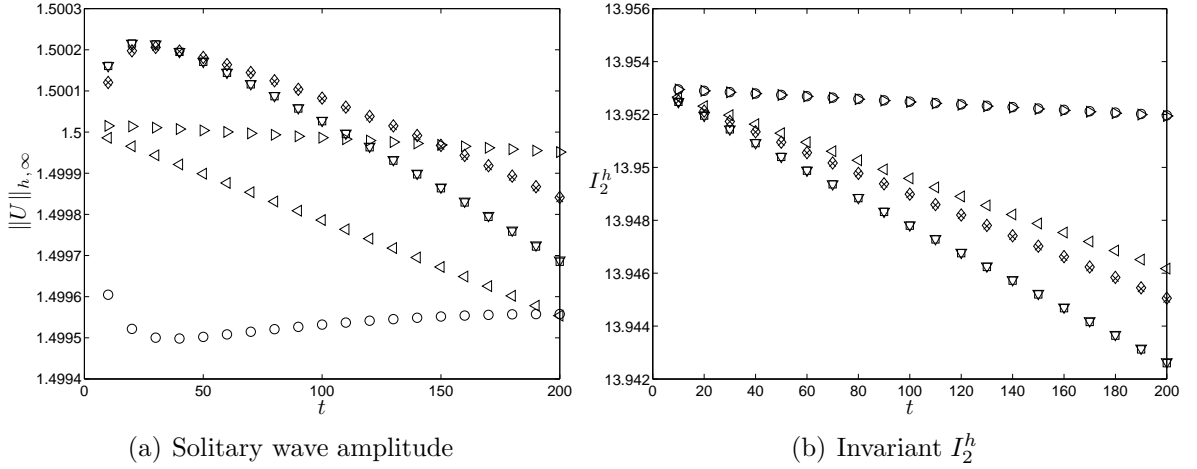 1.5003
1.5002
1.5001
1.5
1.4999
1.4998
1.4997
1.4996
1.4995
1.4994
||U||_{h,∞}
0 50 100 150 200
t
(a) Solitary wave amplitude
13.956
13.954
13.952
13.95
13.948
13.946
13.944
13.942
I_2^h
0 20 40 60 80 100 120 140 160 180 200
t
(b) Invariant I_2^h